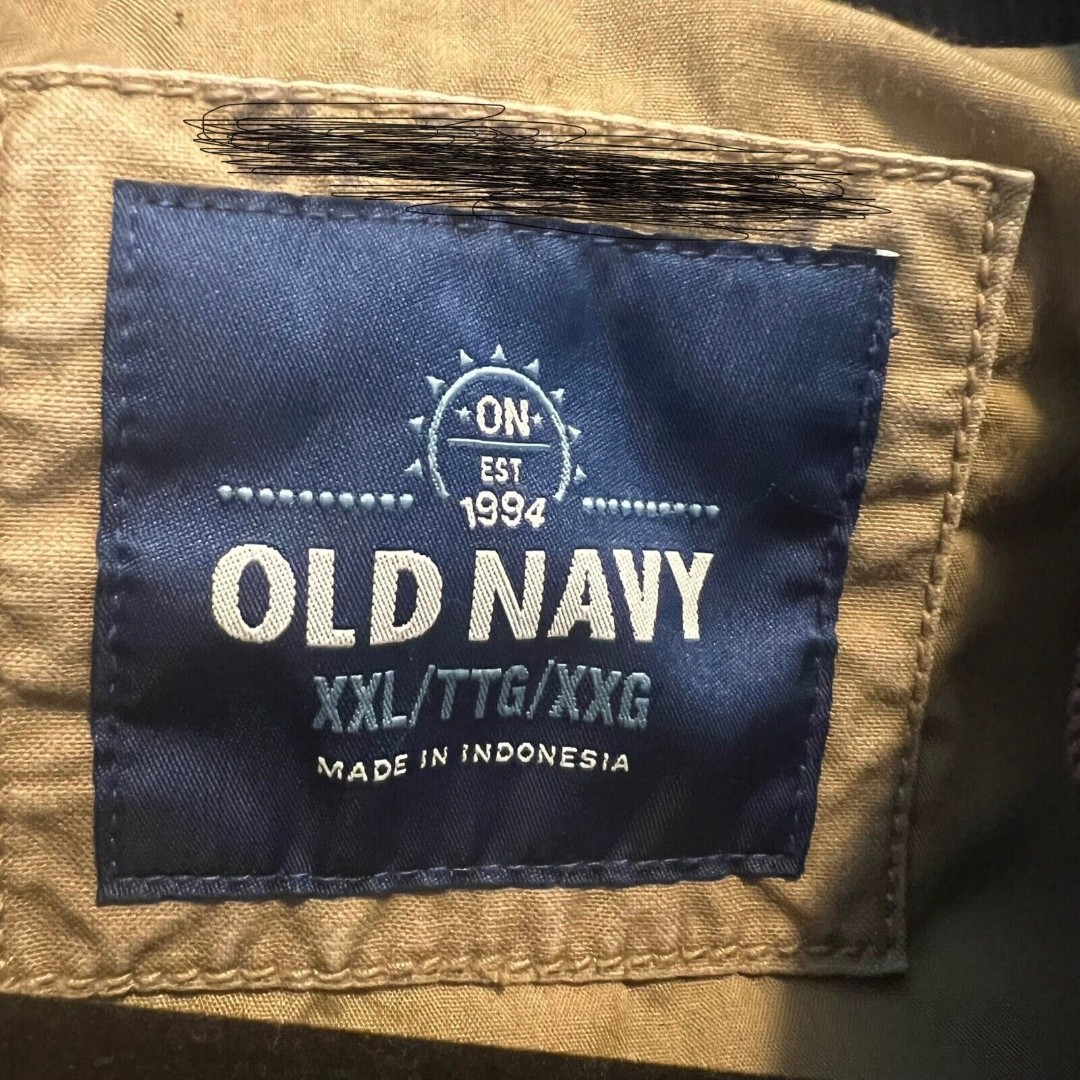 ON
EST
1994
OLD NAVY
XXL/TTG/XXG
MADE IN INDONESIA